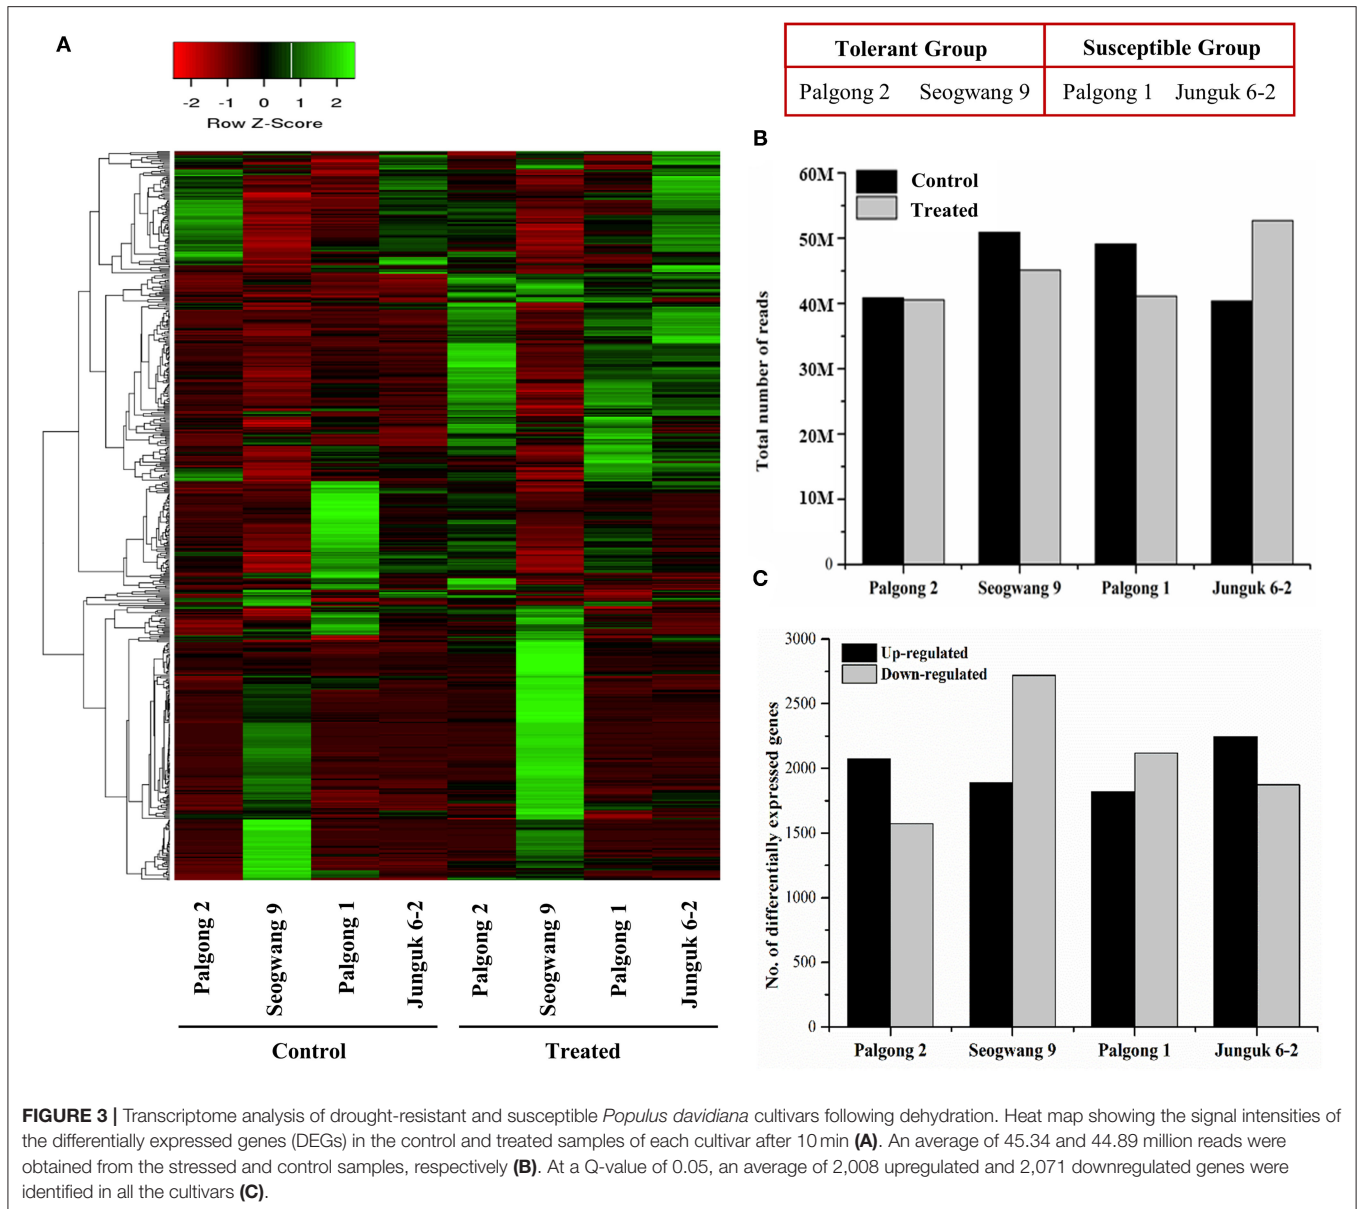 A
-2 -1 0 1 2
Row Z-Score
Palgong 2
Seogwang 9
Palgong 1
Junguk 6-2
Palgong 2
Seogwang 9
Palgong 1
Junguk 6-2
Control
Treated
Tolerant Group Susceptible Group
Palgong 2 Seogwang 9 Palgong 1 Junguk 6-2
B
Total number of reads
60M
50M
40M
30M
20M
10M
0
Control
Treated
Palgong 2 Seogwang 9 Palgong 1 Junguk 6-2
C
No. of differentially expressed genes
3000
2500
2000
1500
1000
500
0
Up-regulated
Down-regulated
Palgong 2 Seogwang 9 Palgong 1 Junguk 6-2
FIGURE 3 | Transcriptome analysis of drought-resistant and susceptible Populus davidiana cultivars following dehydration. Heat map showing the signal intensities of
the differentially expressed genes (DEGs) in the control and treated samples of each cultivar after 10 min (A). An average of 45.34 and 44.89 million reads were
obtained from the stressed and control samples, respectively (B). At a Q-value of 0.05, an average of 2,008 upregulated and 2,071 downregulated genes were
identified in all the cultivars (C).